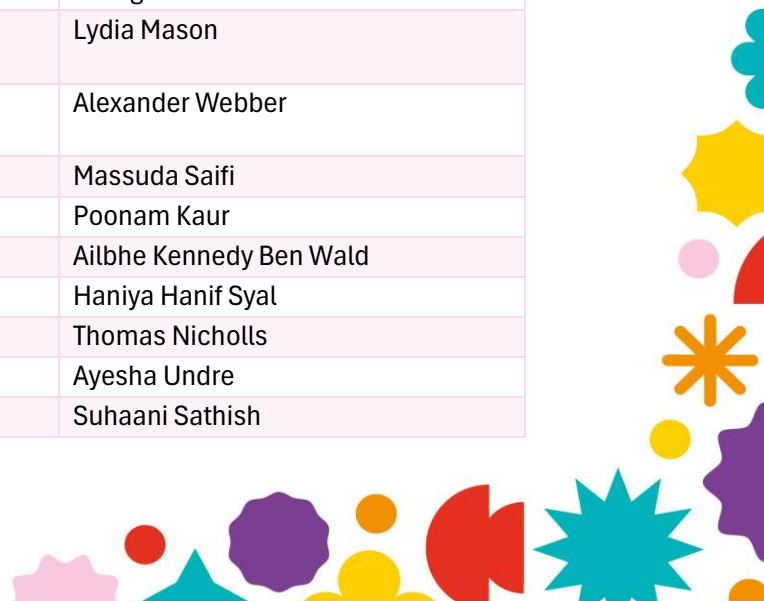 Lydia Mason
Alexander Webber
Massuda Saifi
Poonam Kaur
Ailbhe Kennedy Ben Wald
Haniya Hanif Syal
Thomas Nicholls
Ayesha Undre
Suhaani Sathish